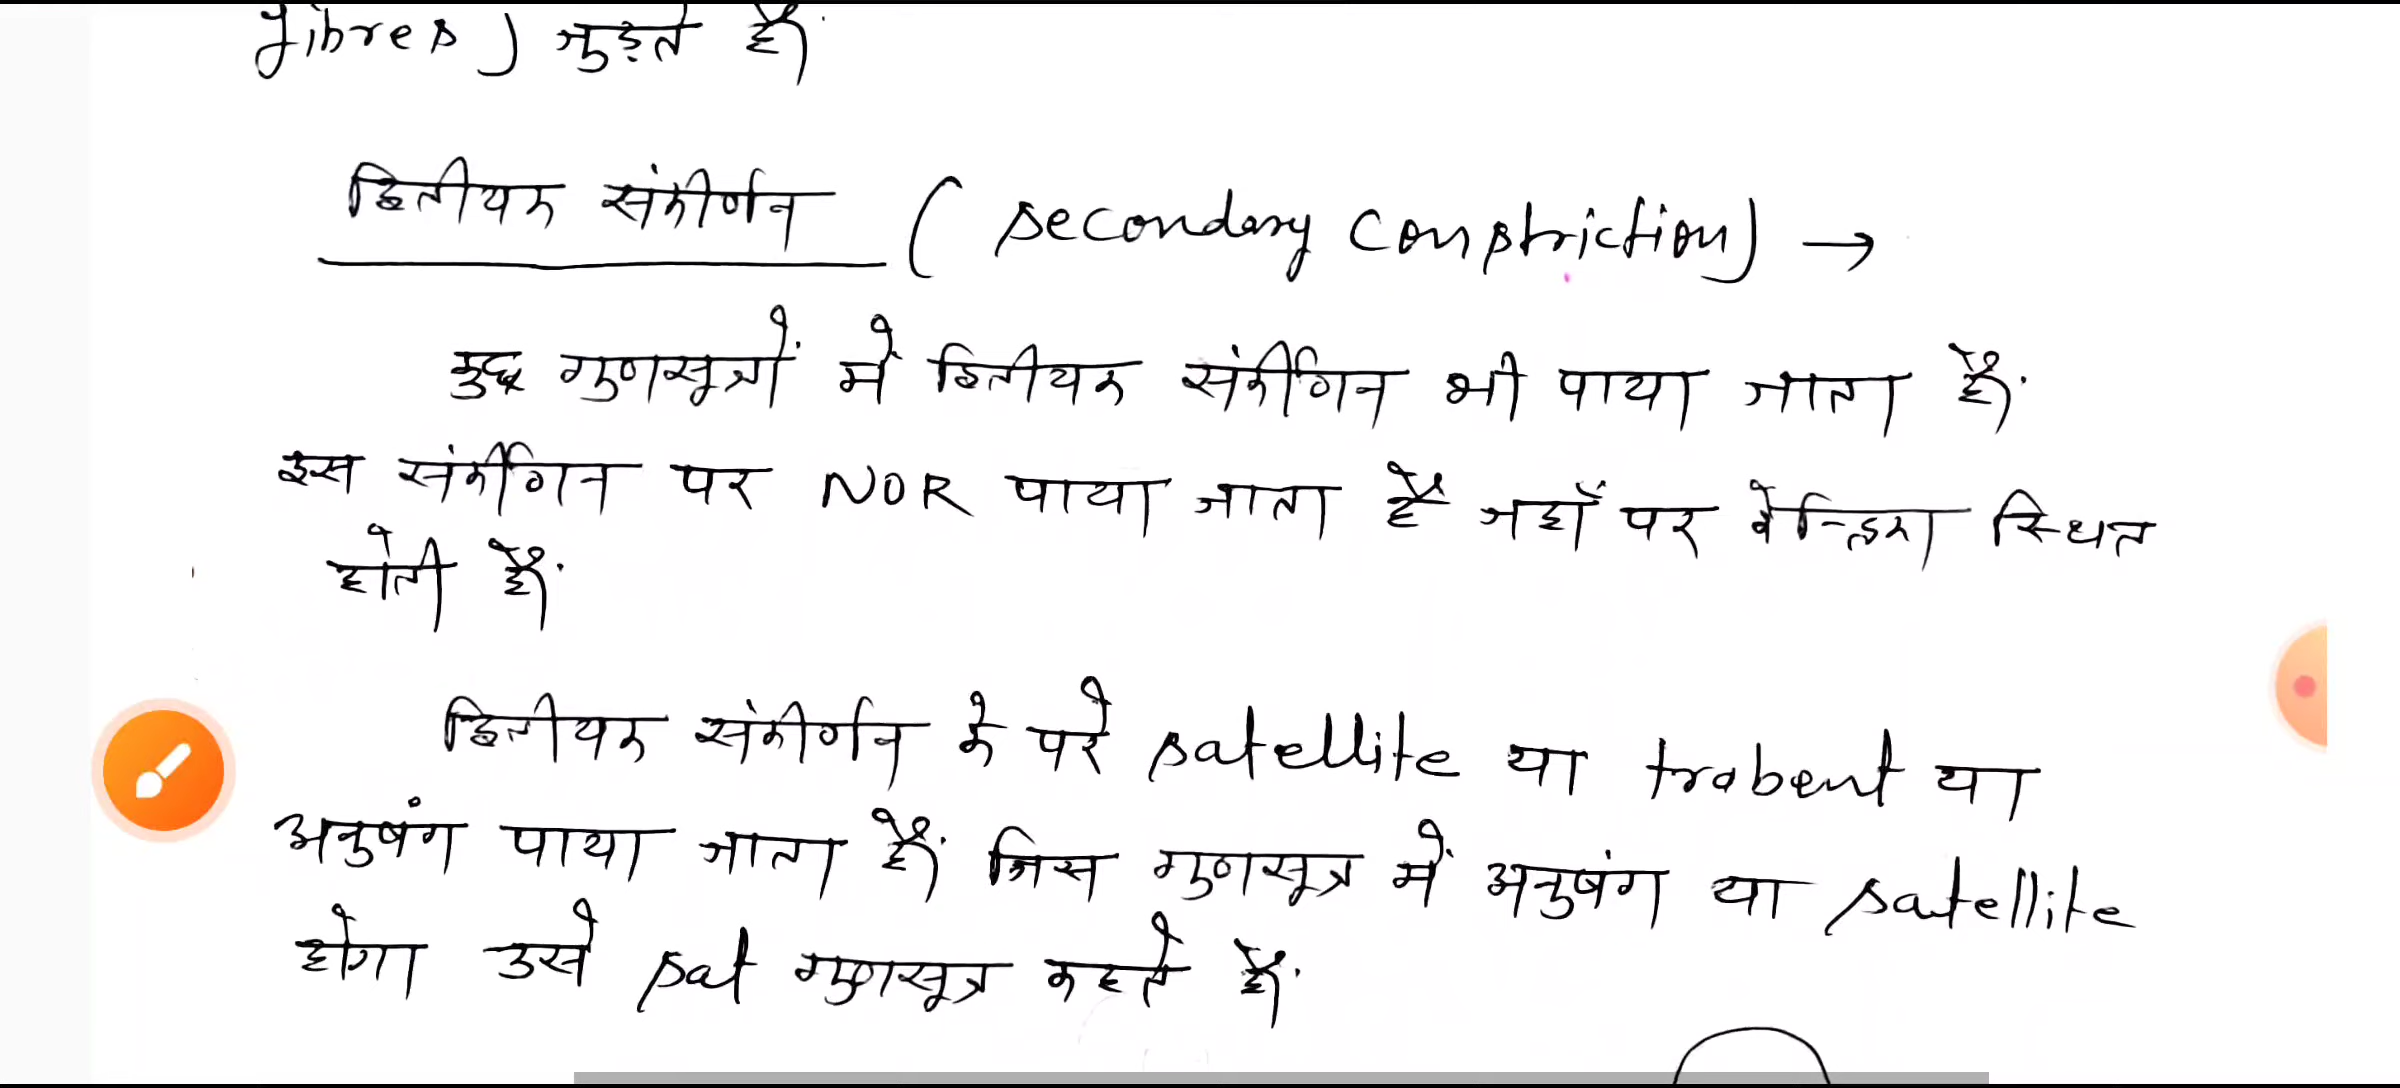 fibres) जुड़ते हैं.
द्वितीयक संकीर्णन ( secondary constriction) →
कुछ गुणसूत्रों में द्वितीयक संकीर्णन भी पाया जाता हैं.
इस संकीर्णन पर NOR पाया जाता हैं जहाँ पर केन्द्रिका स्थित
होती हैं.
द्वितीयक संकीर्णन के परे satellite या trabent या
अनुषंग पाया जाता हैं. जिस गुणसूत्र में अनुषंग या satellite
होगा उसे sat गुणसूत्र कहते हैं.